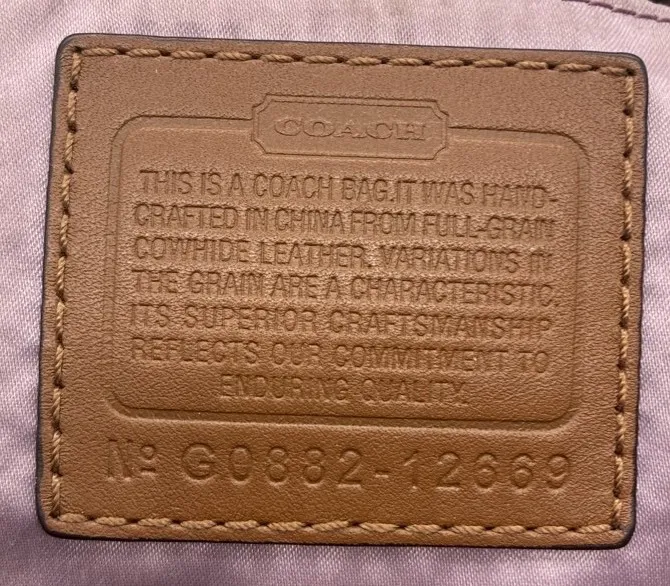 COACH
THIS IS A COACH BAG.IT WAS HAND-
CRAFTED IN CHINA FROM FULL-GRAIN
COWHIDE LEATHER. VARIATIONS IN
THE GRAIN ARE A CHARACTERISTIC.
ITS SUPERIOR CRAFTSMANSHIP
REFLECTS OUR COMMITMENT TO
ENDURING QUALITY.
Nº G0882-12669